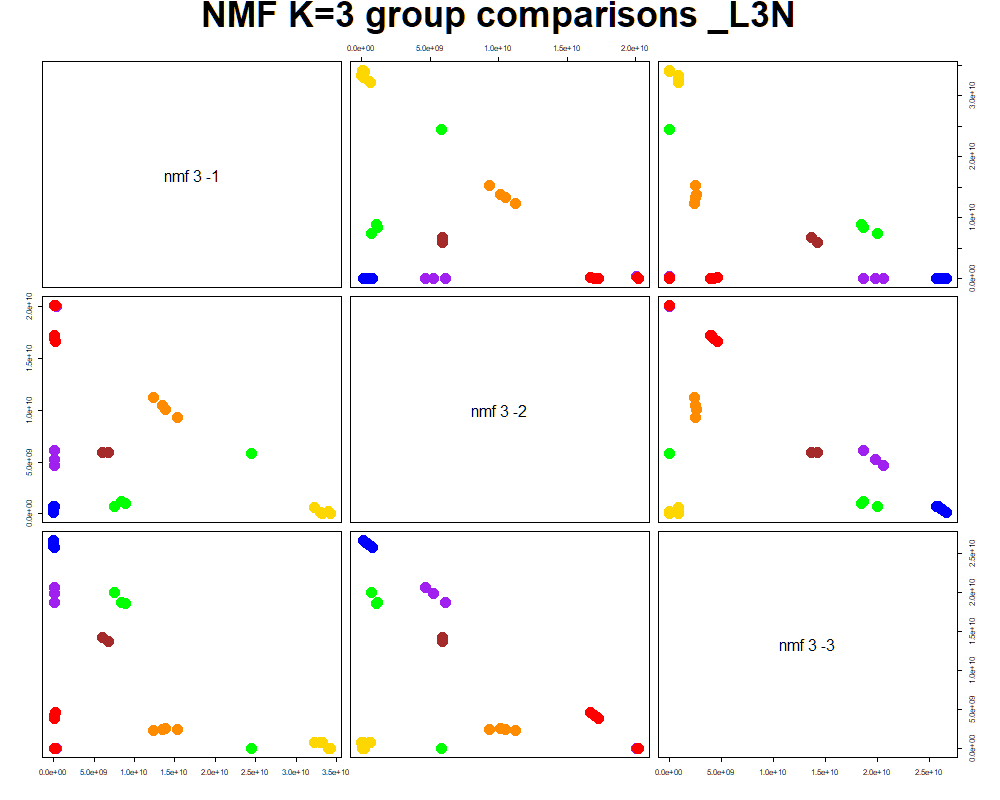 NMF K=3 group comparisons _L3N
0.0e+00 5.0e+09 1.0e+10 1.5e+10 2.0e+10
nmf 3 -1
0.0e+00 1.0e+10 2.0e+10 3.0e+10
0.0e+00 5.0e+09 1.0e+10 1.5e+10 2.0e+10
nmf 3 -2
nmf 3 -3
0.0e+00 5.0e+09 1.0e+10 1.5e+10 2.0e+10 2.5e+10
0.0e+00 5.0e+09 1.0e+10 1.5e+10 2.0e+10 2.5e+10 3.0e+10 3.5e+10
0.0e+00 5.0e+09 1.0e+10 1.5e+10 2.0e+10 2.5e+10